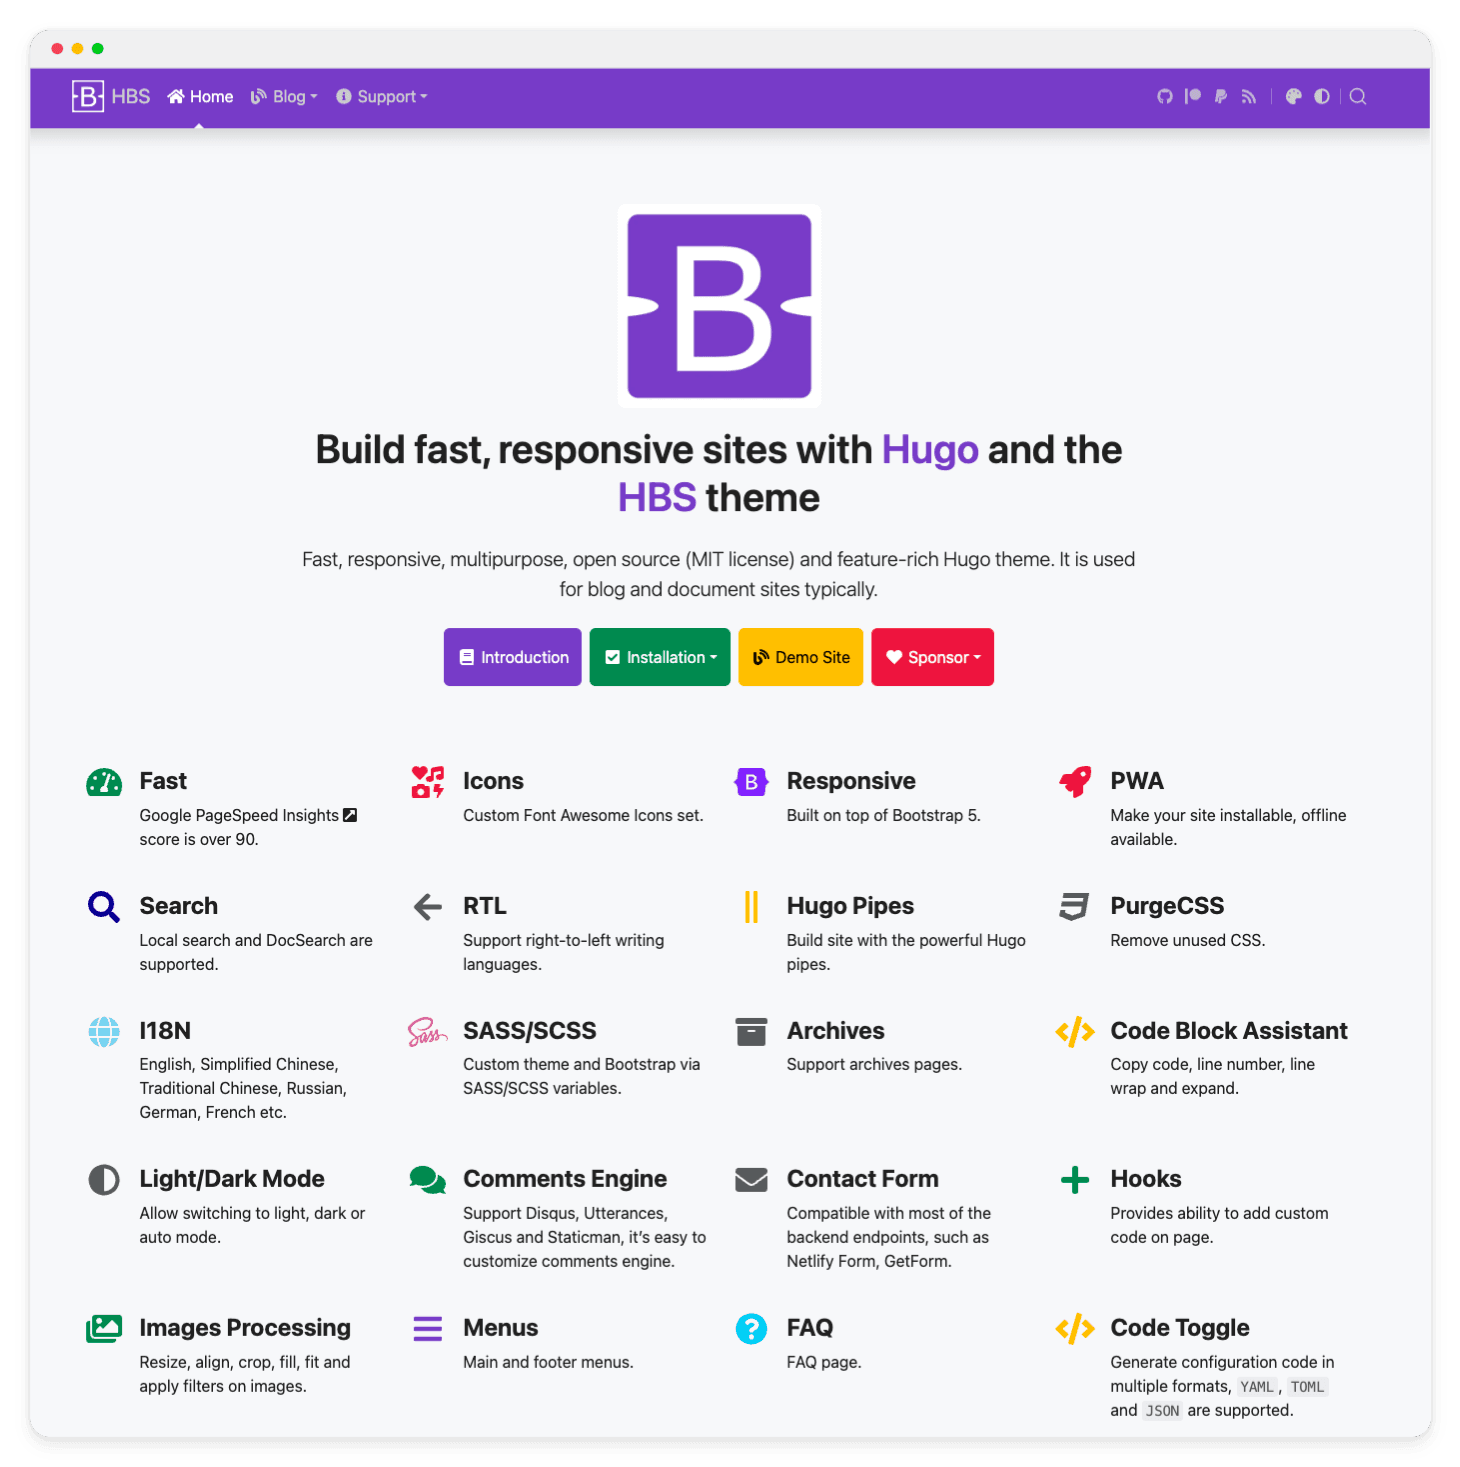 B HBS Home Blog Support
B
Build fast, responsive sites with Hugo and the
HBS theme
Fast, responsive, multipurpose, open source (MIT license) and feature-rich Hugo theme. It is used
for blog and document sites typically.
Introduction Installation Demo Site Sponsor
Fast
Google PageSpeed Insights
score is over 90.
Icons
Custom Font Awesome Icons set.
B
Responsive
Built on top of Bootstrap 5.
PWA
Make your site installable, offline
available.
Search
Local search and DocSearch are
supported.
RTL
Support right-to-left writing
languages.
Hugo Pipes
Build site with the powerful Hugo
pipes.
PurgeCSS
Remove unused CSS.
I18N
English, Simplified Chinese,
Traditional Chinese, Russian,
German, French etc.
Sass
SASS/SCSS
Custom theme and Bootstrap via
SASS/SCSS variables.
Archives
Support archives pages.
Code Block Assistant
Copy code, line number, line
wrap and expand.
Light/Dark Mode
Allow switching to light, dark or
auto mode.
Comments Engine
Support Disqus, Utterances,
Giscus and Staticman, it’s easy to
customize comments engine.
Contact Form
Compatible with most of the
backend endpoints, such as
Netlify Form, GetForm.
Hooks
Provides ability to add custom
code on page.
Images Processing
Resize, align, crop, fill, fit and
apply filters on images.
Menus
Main and footer menus.
FAQ
FAQ page.
Code Toggle
Generate configuration code in
multiple formats, YAML, TOML
and JSON are supported.